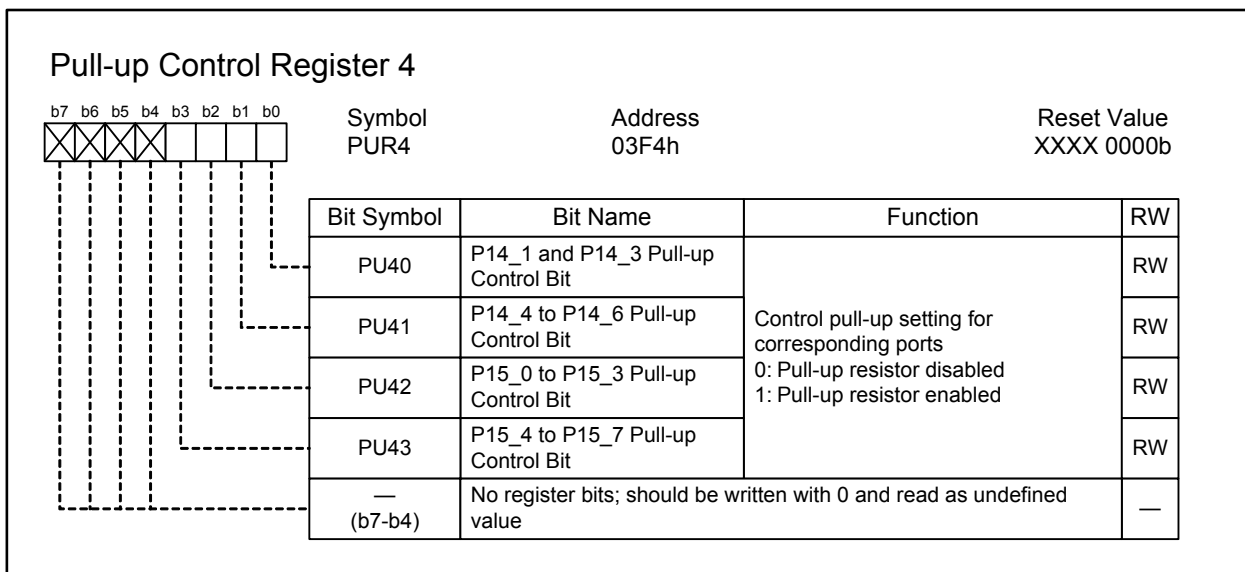 Pull-up Control Register 4
b7 b6 b5 b4 b3 b2 b1 b0
Symbol Address Reset Value
PUR4 03F4h XXXX 0000b
Bit Symbol Bit Name Function RW
PU40 P14_1 and P14_3 Pull-up
Control Bit RW
PU41 P14_4 to P14_6 Pull-up
Control Bit RW
PU42 P15_0 to P15_3 Pull-up
Control Bit RW
PU43 P15_4 to P15_7 Pull-up
Control Bit RW
Control pull-up setting for
corresponding ports
0: Pull-up resistor disabled
1: Pull-up resistor enabled
—
(b7-b4) No register bits; should be written with 0 and read as undefined
value —